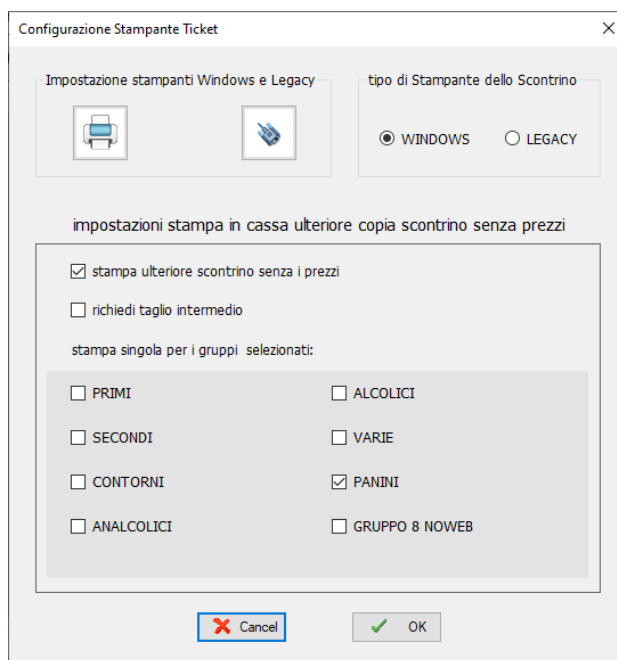 Configurazione Stampante Ticket
Impostazione stampanti Windows e Legacy
tipo di Stampante dello Scontrino
WINDOWS
LEGACY
impostazioni stampa in cassa ulteriore copia scontrino senza prezzi
stampa ulteriore scontrino senza i prezzi
richiedi taglio intermedio
stampa singola per i gruppi selezionati:
PRIMI
ALCOLICI
SECONDI
VARIE
CONTORNI
PANINI
ANALCOLICI
GRUPPO 8 NOWEB
Cancel
OK